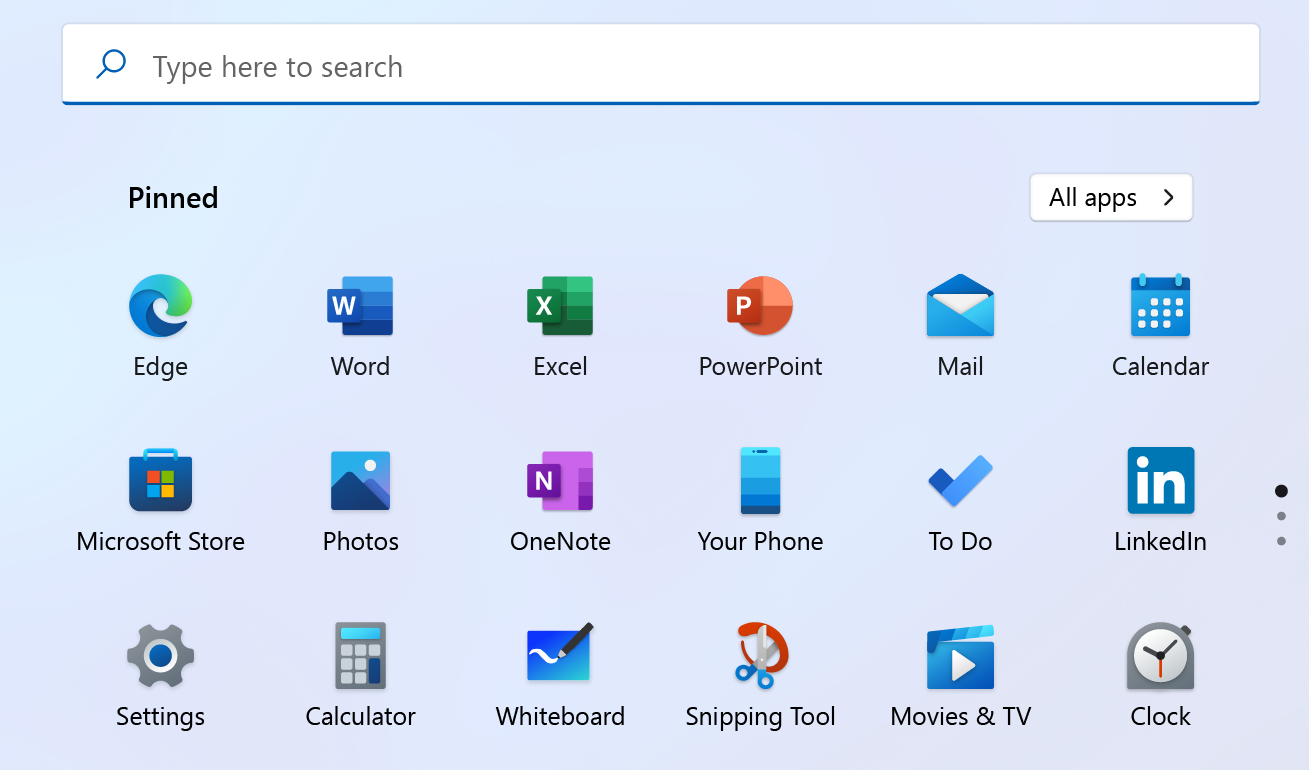 Type here to search
Pinned
All apps
Edge
Word
Excel
PowerPoint
Mail
Calendar
Microsoft Store
Photos
OneNote
Your Phone
To Do
LinkedIn
Settings
Calculator
Whiteboard
Snipping Tool
Movies & TV
Clock
W
X
P
N
in